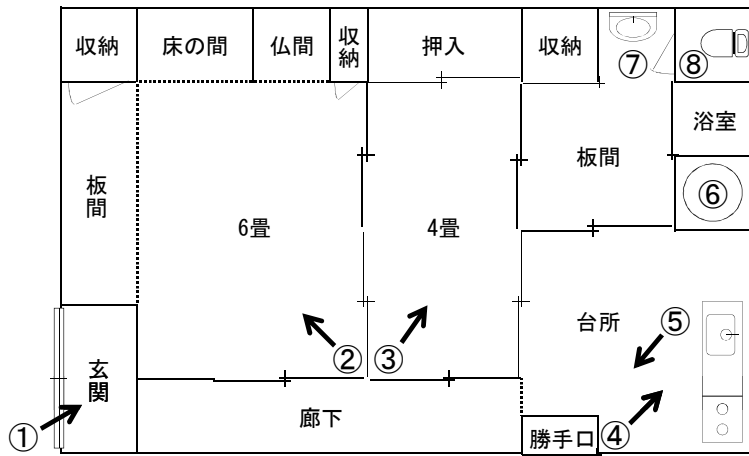 収納
床の間
仏間
収納
押入
収納
⑦
⑧
浴室
板間
板間
⑥
6畳
4畳
台所
⑤
②
③
玄関
①
廊下
勝手口
④